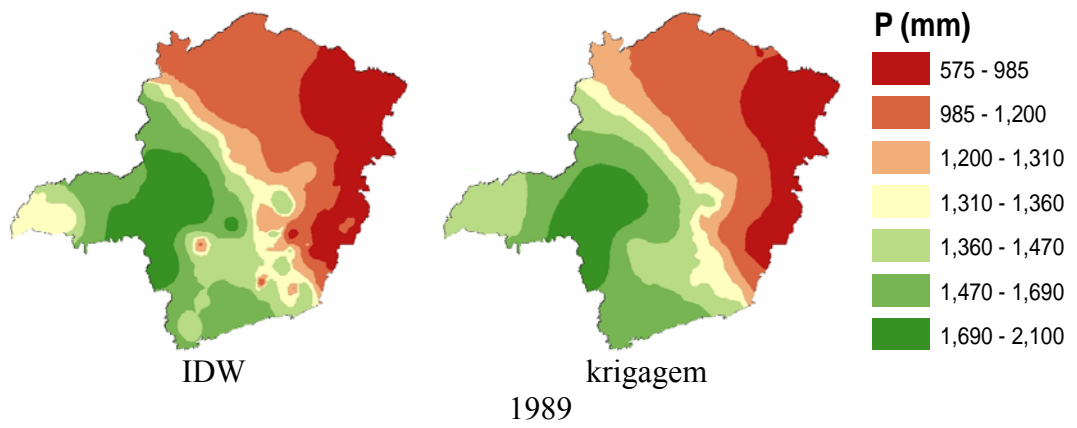 P (mm)
575 - 985
985 - 1,200
1,200 - 1,310
1,310 - 1,360
1,360 - 1,470
1,470 - 1,690
1,690 - 2,100
IDW
krigagem
1989